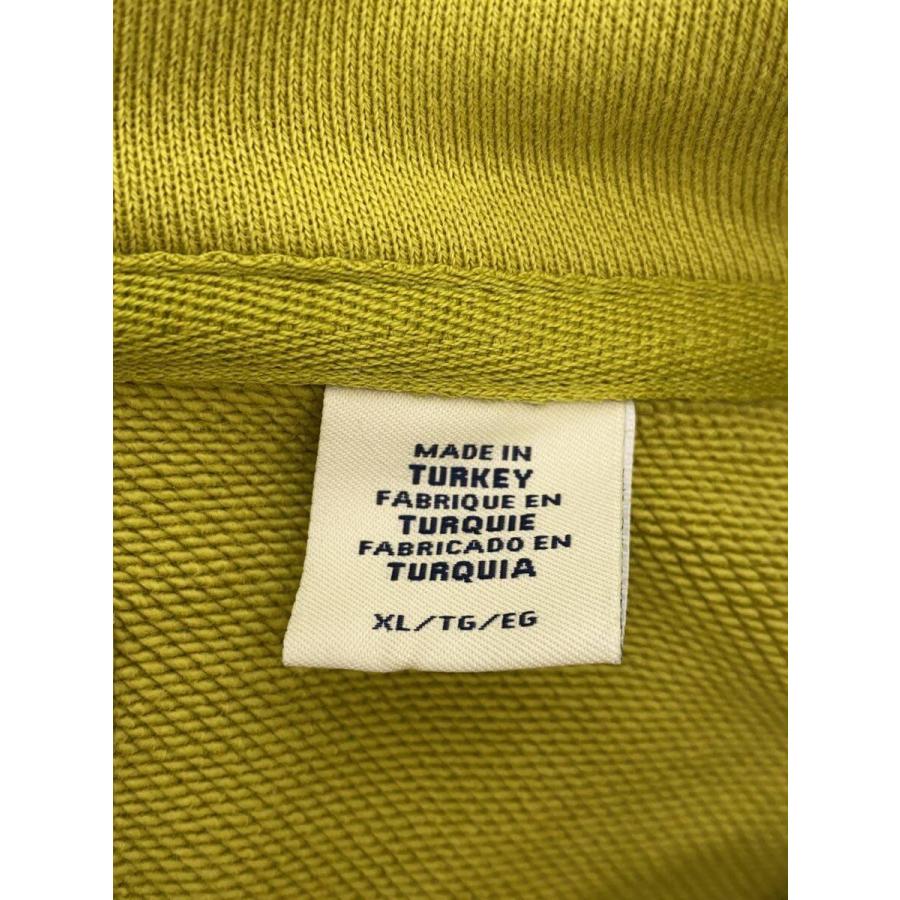 MADE IN
TURKEY
FABRIQUE EN
TURQUIE
FABRICADO EN
TURQUIA
XL/TG/EG